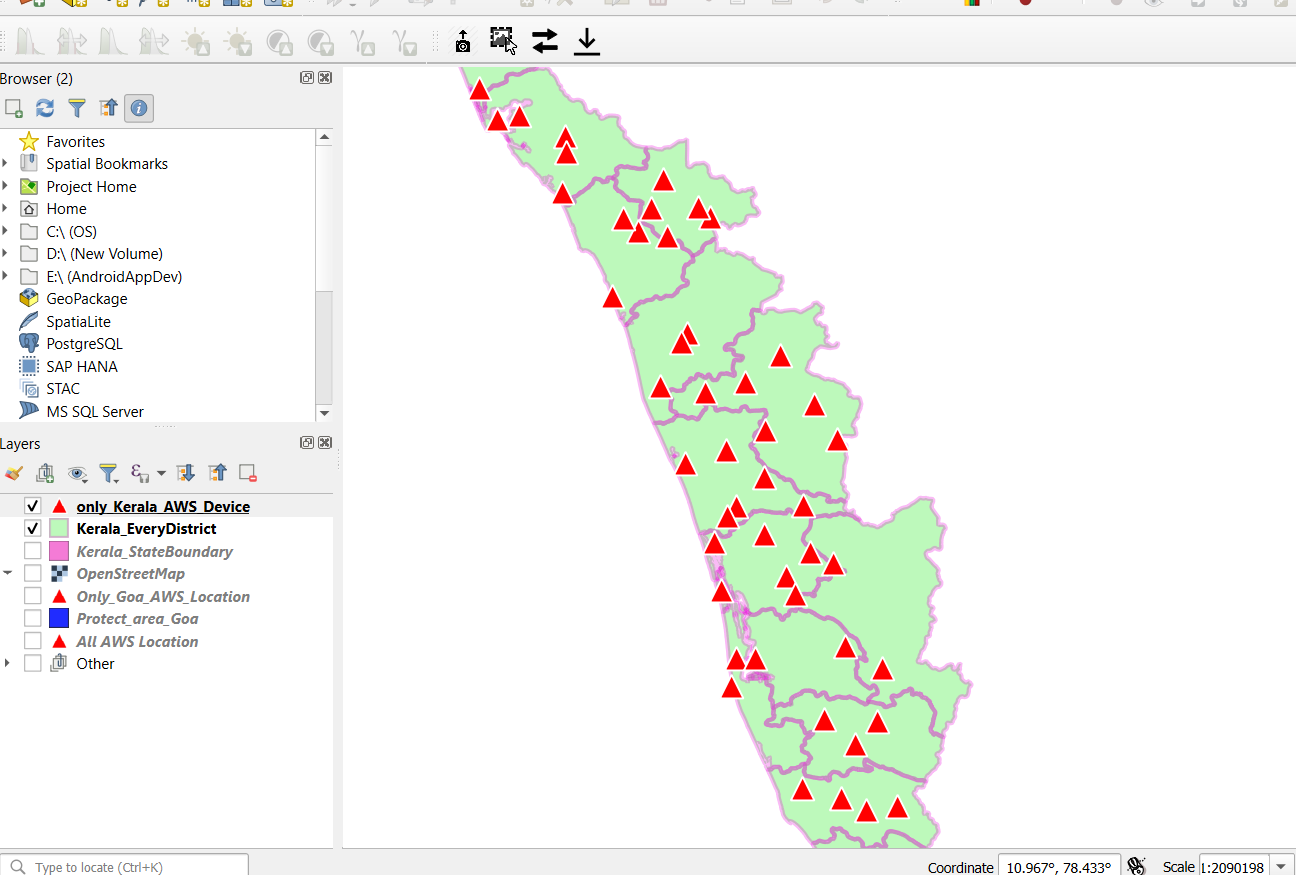 Browser (2)
Favorites
Spatial Bookmarks
Project Home
Home
C:\ (OS)
D:\ (New Volume)
E:\ (AndroidAppDev)
GeoPackage
SpatiaLite
PostgreSQL
SAP HANA
STAC
MS SQL Server
Layers
only_Kerala_AWS_Device
Kerala_EveryDistrict
Kerala_StateBoundary
OpenStreetMap
Only_Goa_AWS_Location
Protect_area_Goa
All AWS Location
Other
Type to locate (Ctrl+K)
Coordinate 10.967°, 78.433° Scale 1:2090198